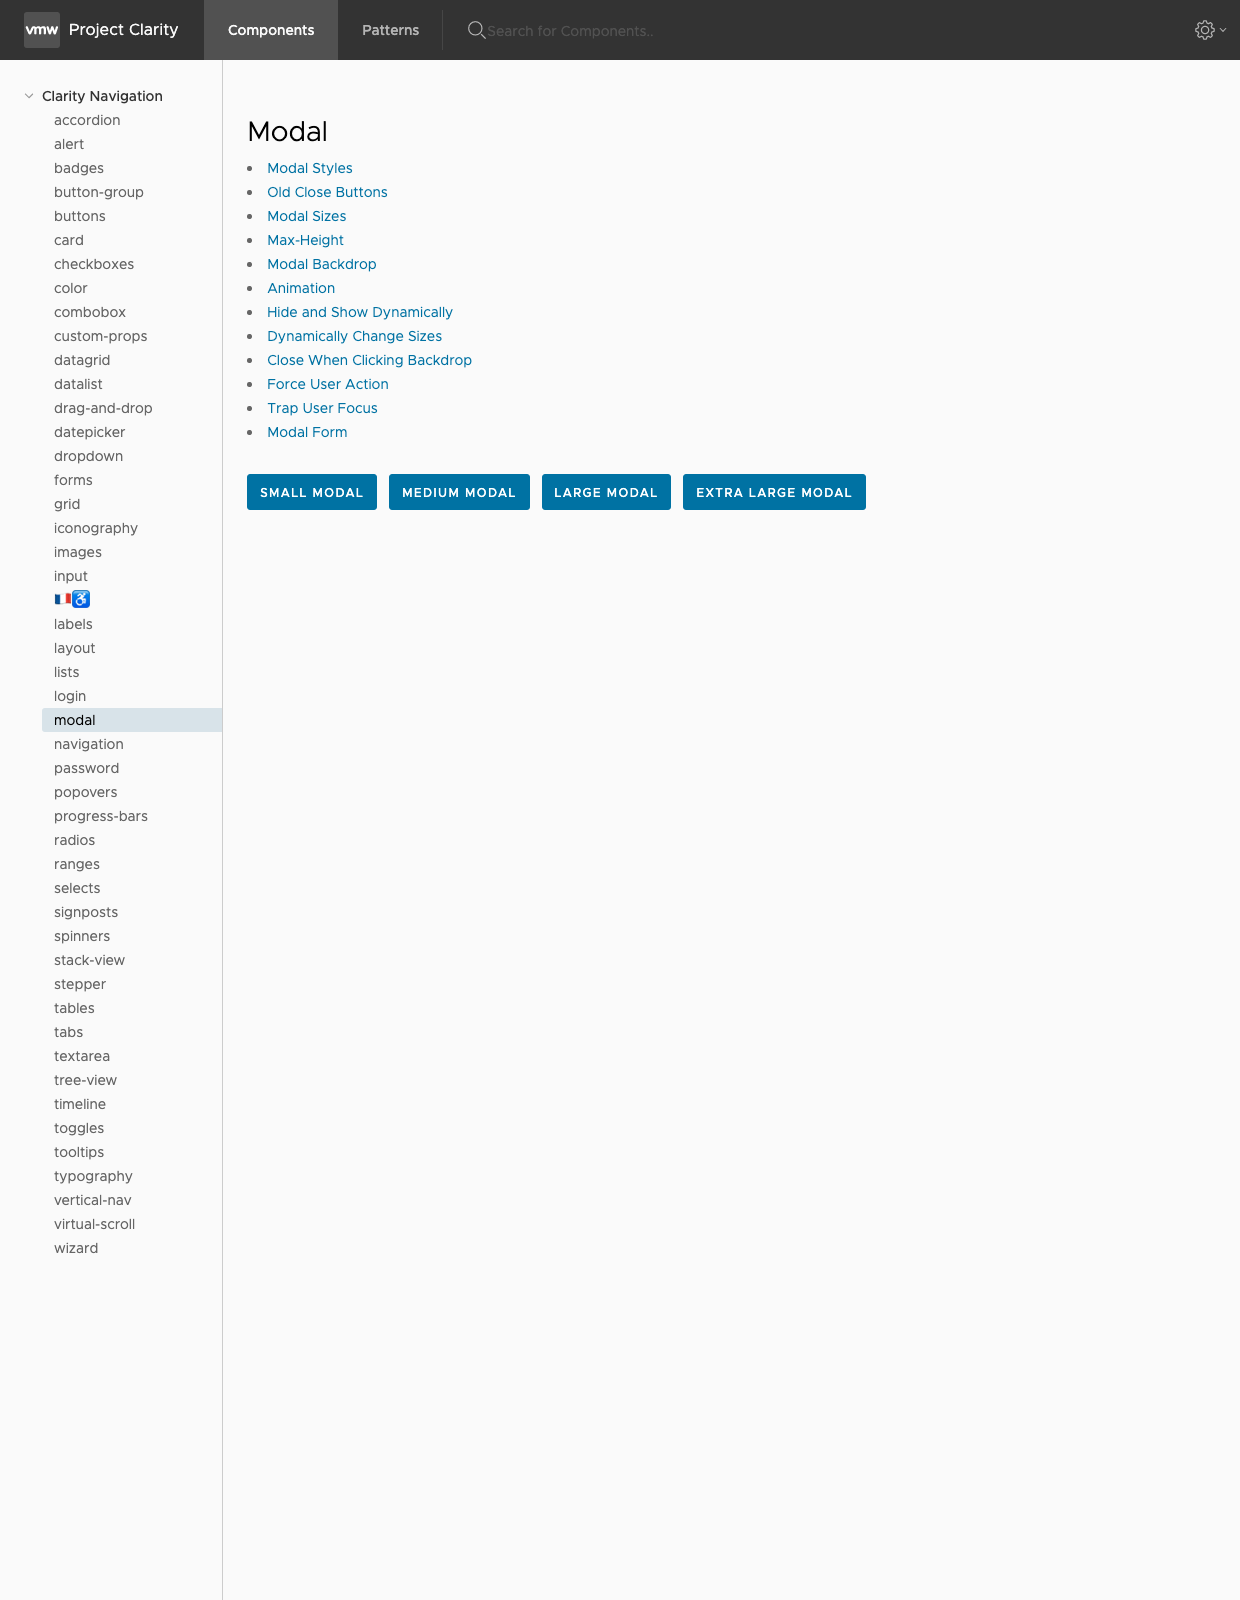 vmw Project Clarity Components Patterns Search for Components..
Clarity Navigation
accordion
alert
badges
button-group
buttons
card
checkboxes
color
combobox
custom-props
datagrid
datalist
drag-and-drop
datepicker
dropdown
forms
grid
iconography
images
input
🇫🇷♿
labels
layout
lists
login
modal
navigation
password
popovers
progress-bars
radios
ranges
selects
signposts
spinners
stack-view
stepper
tables
tabs
textarea
tree-view
timeline
toggles
tooltips
typography
vertical-nav
virtual-scroll
wizard
Modal
Modal Styles
Old Close Buttons
Modal Sizes
Max-Height
Modal Backdrop
Animation
Hide and Show Dynamically
Dynamically Change Sizes
Close When Clicking Backdrop
Force User Action
Trap User Focus
Modal Form
SMALL MODAL MEDIUM MODAL LARGE MODAL EXTRA LARGE MODAL